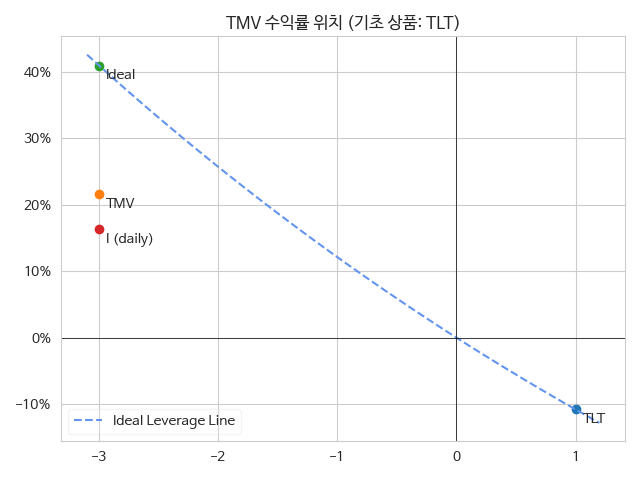 TMV 수익률 위치 (기초 상품: TLT)
40%
30%
20%
10%
0%
−10%
Ideal
TMV
I (daily)
TLT
Ideal Leverage Line
−3
−2
−1
0
1